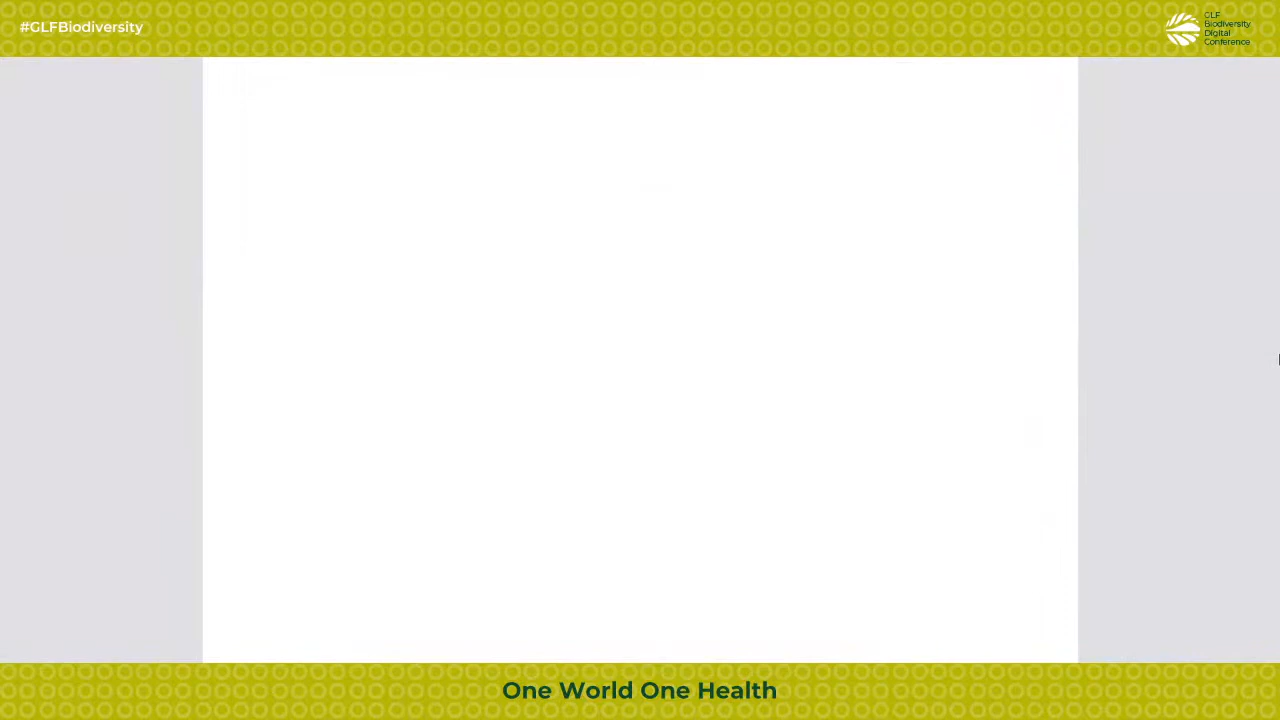 #GLFBiodiversity
GLF
Biodiversity
Digital
Conference
One World One Health